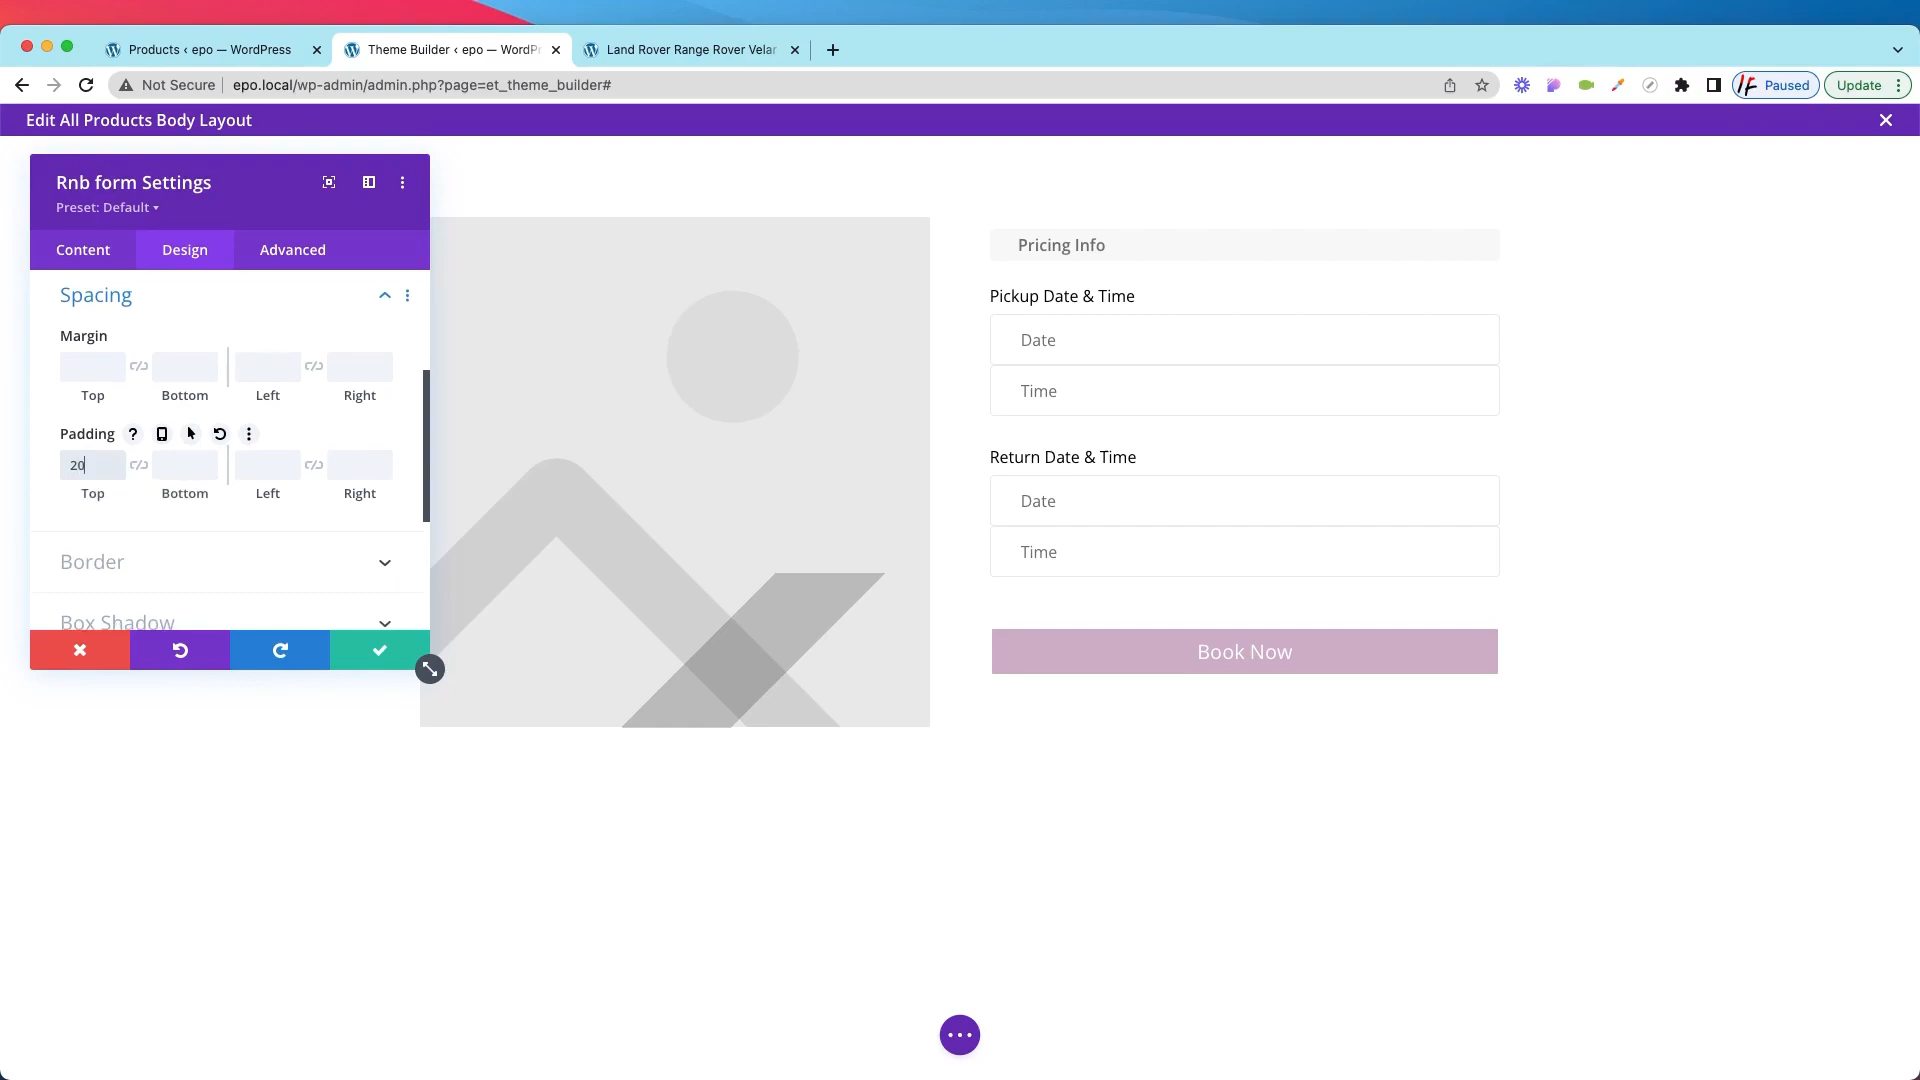 Products ‹ epo — WordPress
Theme Builder ‹ epo — WordPr
Land Rover Range Rover Velar
Not Secure
epo.local/wp-admin/admin.php?page=et_theme_builder#
Paused
Update
Edit All Products Body Layout
Rnb form Settings
Preset: Default
Content
Design
Advanced
Spacing
Margin
Top
Bottom
Left
Right
Padding
20
Top
Bottom
Left
Right
Border
Box Shadow
Pricing Info
Pickup Date & Time
Date
Time
Return Date & Time
Date
Time
Book Now